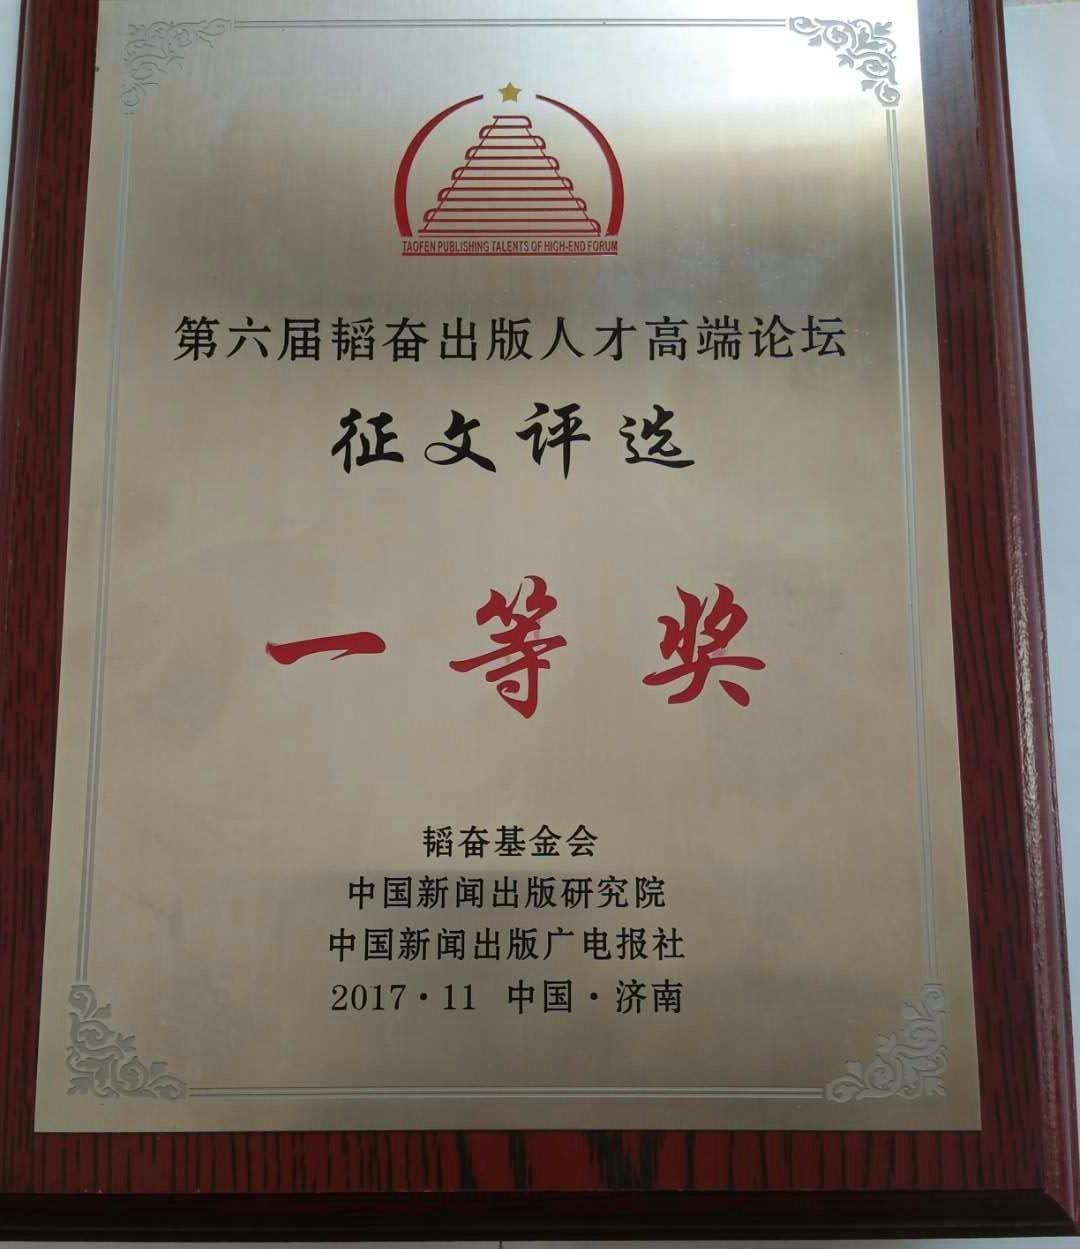 TAOFEN PUBLISHING TALENTS OF HIGH-END FORUM
第六届韬奋出版人才高端论坛
征文评选
一等奖
韬奋基金会
中国新闻出版研究院
中国新闻出版广电报社
2017·11 中国·济南